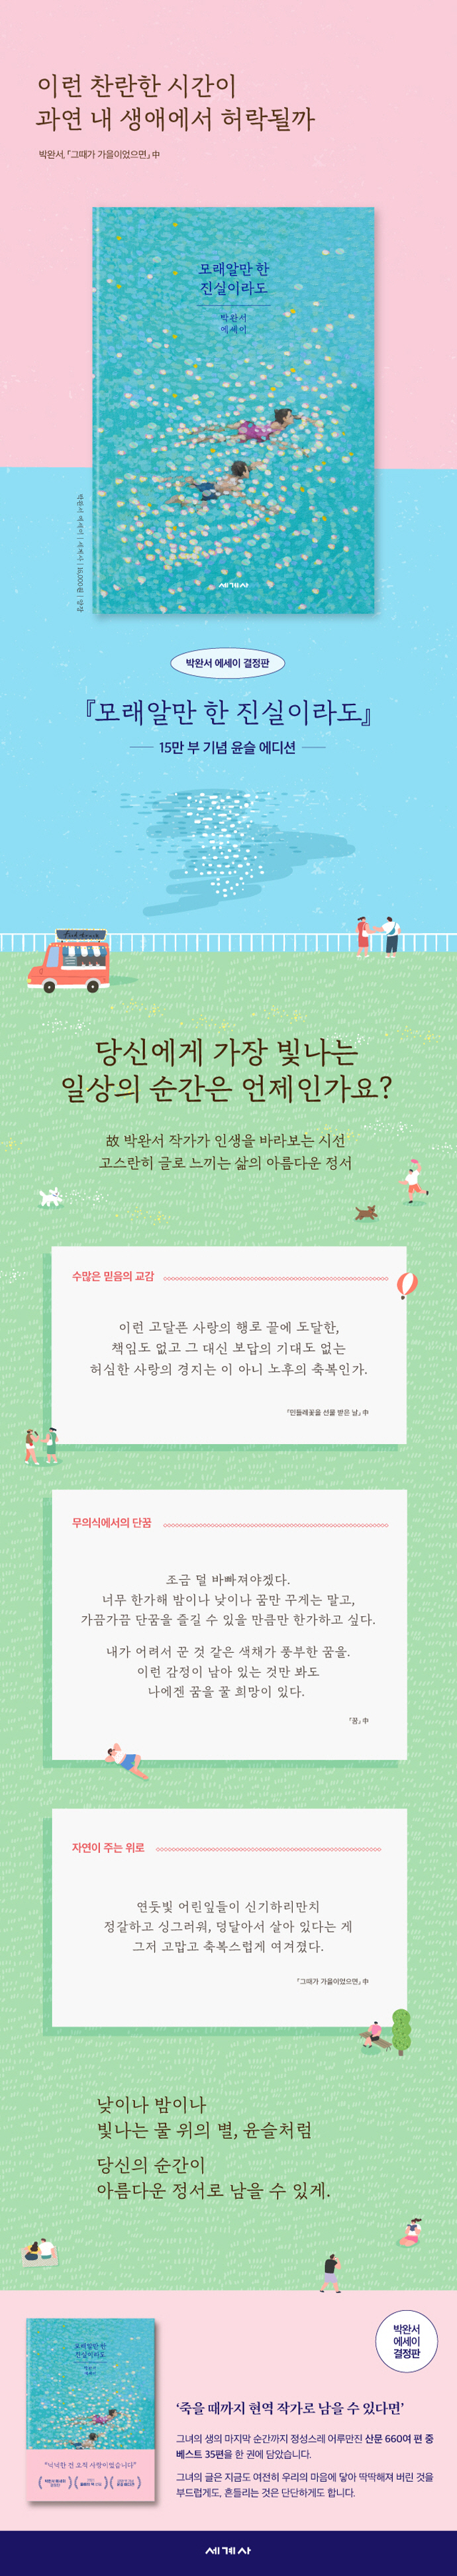 이런 찬란한 시간이
과연 내 생애에서 허락될까
박완서, 「그때가 가을이었으면」 中
모래알만 한
진실이라도
박완서
에세이
세계사
박완서 에세이 | 세계사 | 16,000원 | 양장
박완서 에세이 결정판
『모래알만 한 진실이라도』
15만 부 기념 윤슬 에디션
당신에게 가장 빛나는
일상의 순간은 언제인가요?
故 박완서 작가가 인생을 바라보는 시선
고스란히 글로 느끼는 삶의 아름다운 정서
수많은 믿음의 교감
이런 고달픈 사랑의 행로 끝에 도달한,
책임도 없고 그 대신 보답의 기대도 없는
허심한 사랑의 경지는 이 아니 노후의 축복인가.
「민들레꽃을 선물 받은 날」 中
무의식에서의 단꿈
조금 덜 바빠져야겠다.
너무 한가해 밤이나 낮이나 꿈만 꾸게는 말고,
가끔가끔 단꿈을 즐길 수 있을 만큼만 한가하고 싶다.
내가 어려서 꾼 것 같은 색채가 풍부한 꿈을.
이런 감정이 남아 있는 것만 봐도
나에겐 꿈을 꿀 희망이 있다.
「꿈」 中
자연이 주는 위로
연둣빛 어린잎들이 신기하리만치
정갈하고 싱그러워, 덩달아서 살아 있다는 게
그저 고맙고 축복스럽게 여겨졌다.
「그때가 가을이었으면」 中
낮이나 밤이나
빛나는 물 위의 별, 윤슬처럼
당신의 순간이
아름다운 정서로 남을 수 있게.
박완서
에세이
결정판
모래알만 한
진실이라도
박완서
에세이
"넉넉한 건 오직 사랑이었습니다"
'죽을 때까지 현역 작가로 남을 수 있다면'
그녀의 생의 마지막 순간까지 정성스레 어루만진 산문 660여 편 중
베스트 35편을 한 권에 담았습니다.
그녀의 글은 지금도 여전히 우리의 마음에 닿아 딱딱해져 버린 것을
부드럽게도, 흔들리는 것은 단단하게도 합니다.
세계사